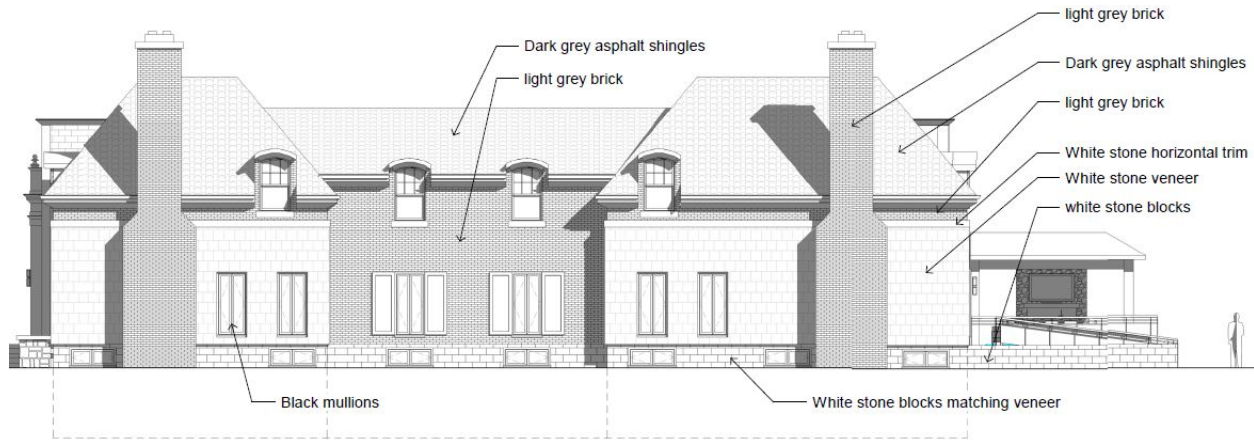 light grey brick
Dark grey asphalt shingles
Dark grey asphalt shingles
light grey brick
light grey brick
White stone horizontal trim
White stone veneer
white stone blocks
Black mullions
White stone blocks matching veneer